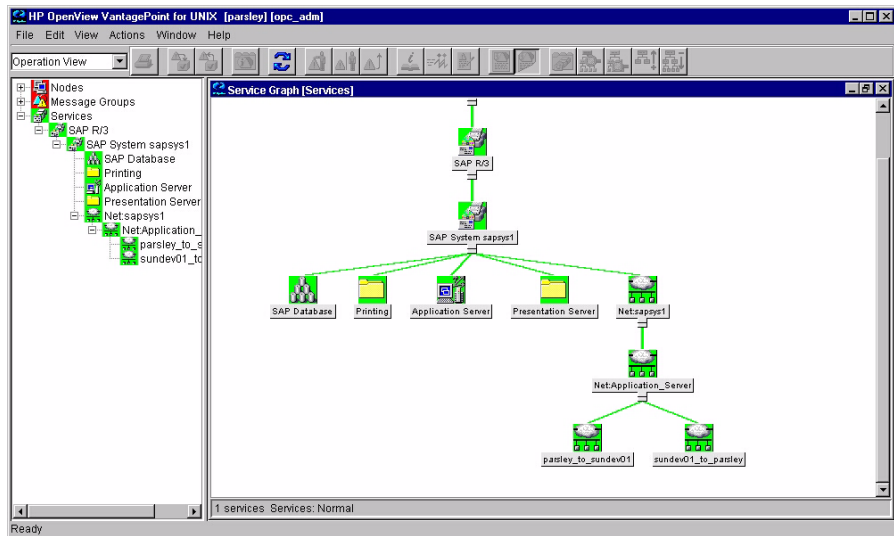 HP OpenView VantagePoint for UNIX [parsley] [opc_adm]
File Edit View Actions Window Help
Operation View
Nodes
Message Groups
Services
SAP R/3
SAP System sapsys1
SAP Database
Printing
Application Server
Presentation Server
Net:sapsys1
Net:Application_
parsley_to_s
sundev01_to
Service Graph [Services]
SAP R/3
SAP System sapsys1
SAP Database Printing Application Server Presentation Server Net:sapsys1
Net:Application_Server
parsley_to_sundev01 sundev01_to_parsley
1 services Services: Normal
Ready